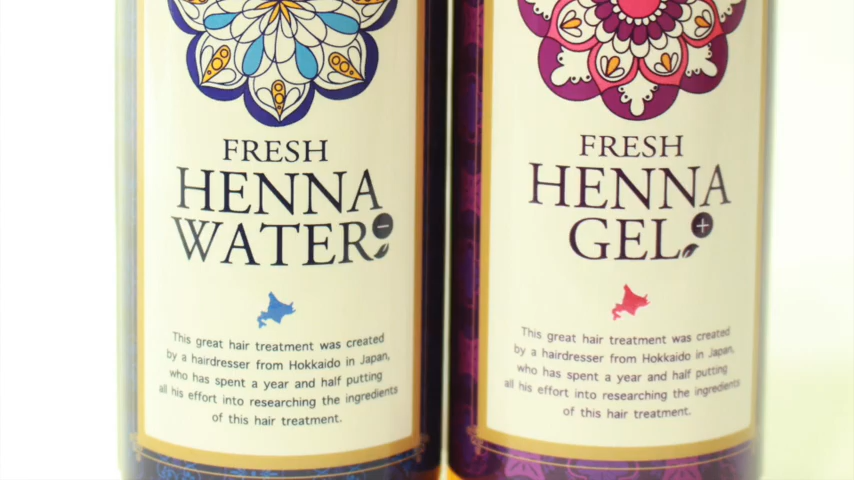 FRESH
HENNA
WATER
This great hair treatment was created
by a hairdresser from Hokkaido in Japan,
who has spent a year and half putting
all his effort into researching the ingredients
of this hair treatment.
FRESH
HENNA
GEL
This great hair treatment was created
by a hairdresser from Hokkaido in Japan,
who has spent a year and half putting
all his effort into researching the ingredients
of this hair treatment.